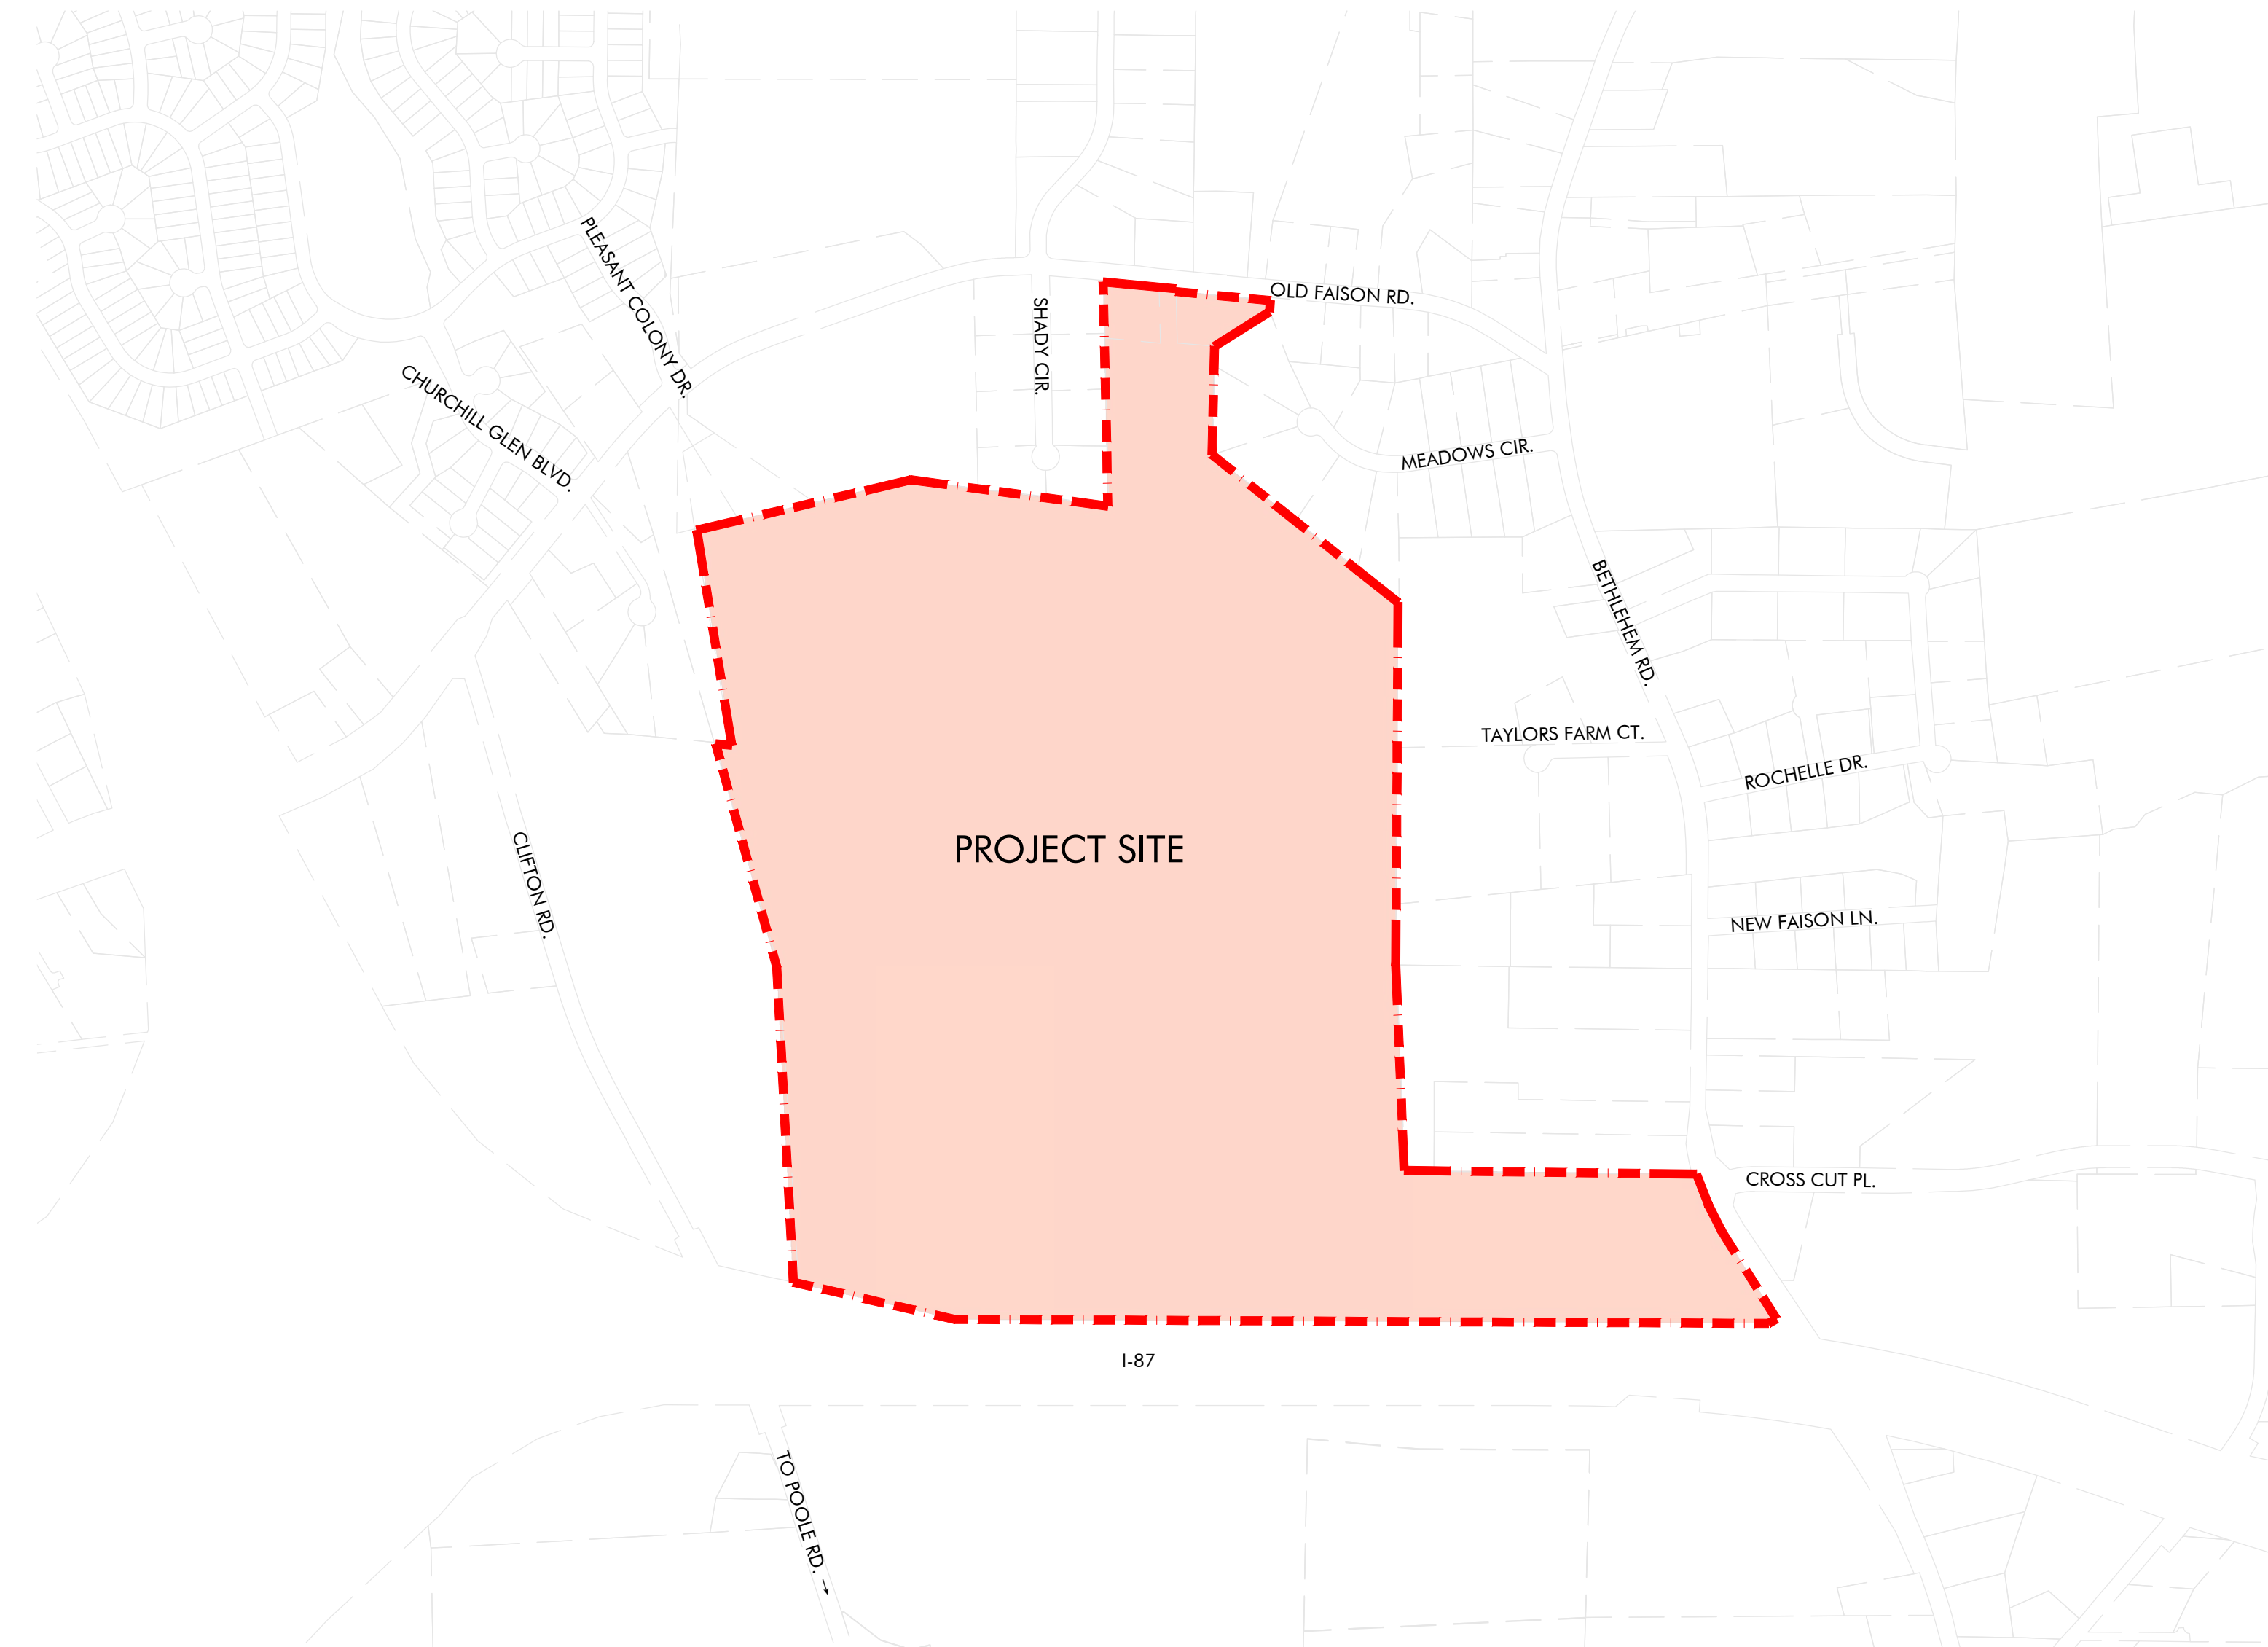 PLEASANT COLONY DR.
OLD FAISON RD.
SHADY CIR.
CHURCHILL GLEN BLVD.
MEADOWS CIR.
BETHLEHEM RD.
TAYLORS FARM CT.
ROCHELLE DR.
PROJECT SITE
CLIFTON RD.
NEW FAISON LN.
CROSS CUT PL.
I-87
TO POOLE RD. →